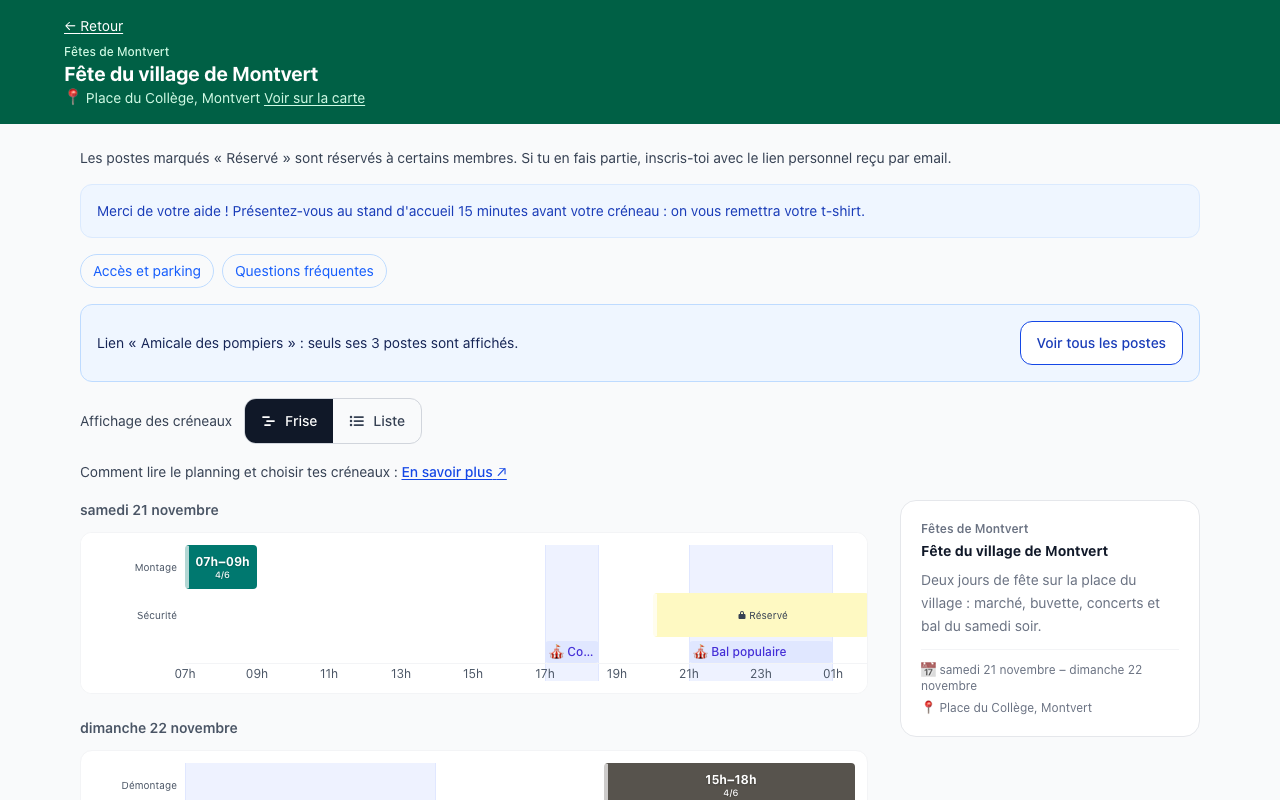 ← Retour
Fêtes de Montvert
Fête du village de Montvert
📍 Place du Collège, Montvert Voir sur la carte
Les postes marqués « Réservé » sont réservés à certains membres. Si tu en fais partie, inscris-toi avec le lien personnel reçu par email.
Merci de votre aide ! Présentez-vous au stand d'accueil 15 minutes avant votre créneau : on vous remettra votre t-shirt.
Accès et parking
Questions fréquentes
Lien « Amicale des pompiers » : seuls ses 3 postes sont affichés.
Voir tous les postes
Affichage des créneaux
Frise
Liste
Comment lire le planning et choisir tes créneaux : En savoir plus ↗
samedi 21 novembre
Montage
07h–09h
4/6
Sécurité
Réservé
Co...
Bal populaire
07h 09h 11h 13h 15h 17h 19h 21h 23h 01h
dimanche 22 novembre
Démontage
15h–18h
4/6
Fêtes de Montvert
Fête du village de Montvert
Deux jours de fête sur la place du
village : marché, buvette, concerts et
bal du samedi soir.
📅 samedi 21 novembre – dimanche 22
novembre
📍 Place du Collège, Montvert